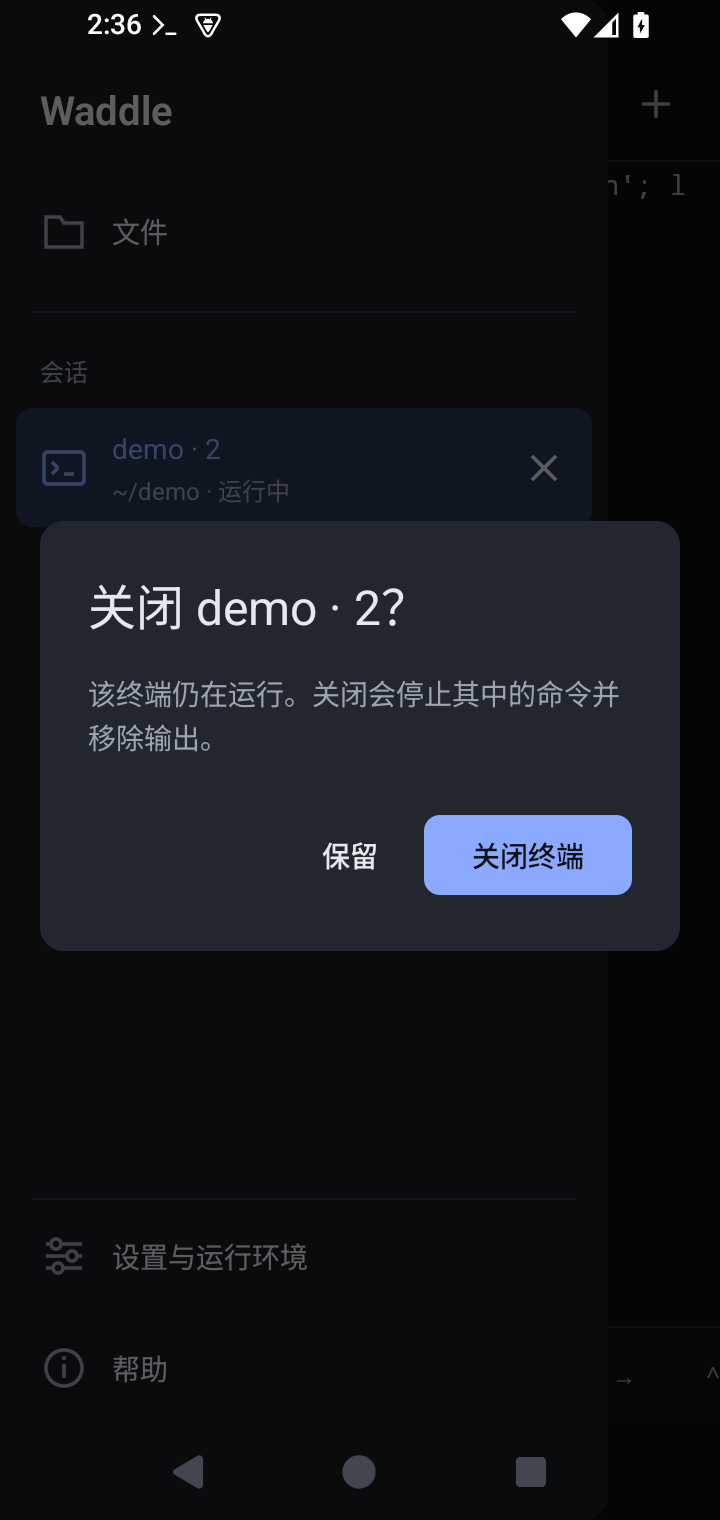 2:36
Waddle
n'; l
文件
会话
demo · 2
~/demo · 运行中
关闭 demo · 2?
该终端仍在运行。关闭会停止其中的命令并
移除输出。
保留
关闭终端
设置与运行环境
帮助
→ ^